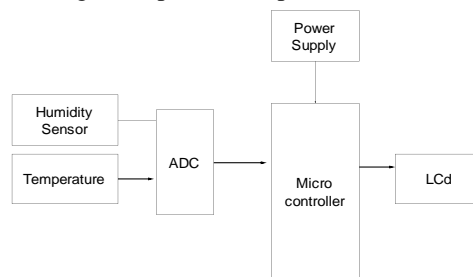 Power
Supply
Humidity
Sensor
ADC
Temperature
Micro
controller
LCd